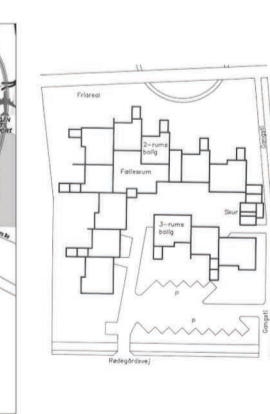 Friareal
2-rums
bolig
Gangsti
Fællesrum
Skur
3-rums
bolig
P
P
Gangsti
Rødegårdsvej